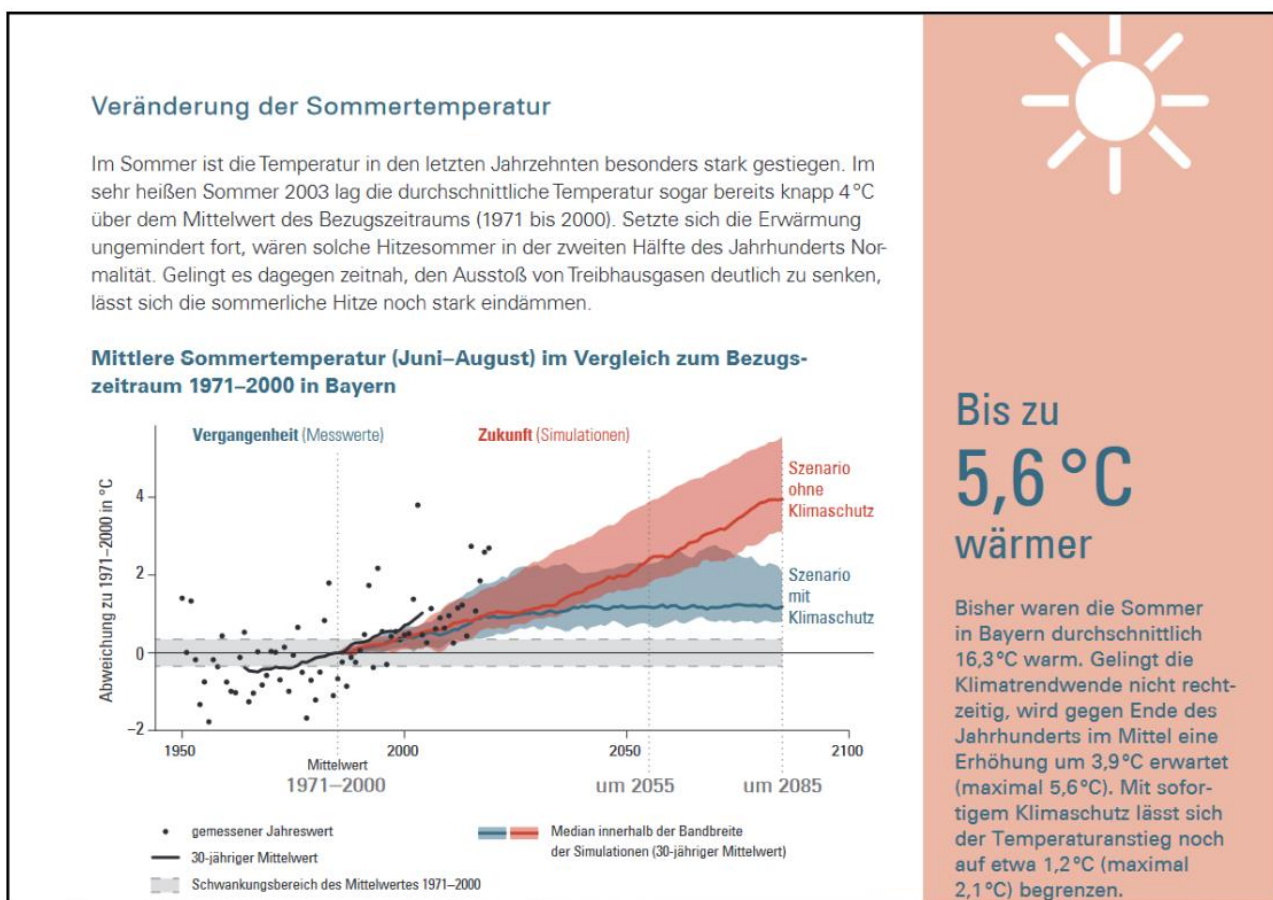 Veränderung der Sommertemperatur
Im Sommer ist die Temperatur in den letzten Jahrzehnten besonders stark gestiegen. Im
sehr heißen Sommer 2003 lag die durchschnittliche Temperatur sogar bereits knapp 4 °C
über dem Mittelwert des Bezugszeitraums (1971 bis 2000). Setzte sich die Erwärmung
ungemindert fort, wären solche Hitzesommer in der zweiten Hälfte des Jahrhunderts Nor-
malität. Gelingt es dagegen zeitnah, den Ausstoß von Treibhausgasen deutlich zu senken,
lässt sich die sommerliche Hitze noch stark eindämmen.
Mittlere Sommertemperatur (Juni–August) im Vergleich zum Bezugs-
zeitraum 1971–2000 in Bayern
Vergangenheit (Messwerte)
Zukunft (Simulationen)
Abweichung zu 1971–2000 in °C
4
2
0
–2
Szenario
ohne
Klimaschutz
Szenario
mit
Klimaschutz
1950
2000
2050
2100
Mittelwert
1971–2000
um 2055
um 2085
gemessener Jahreswert
30-jähriger Mittelwert
Schwankungsbereich des Mittelwertes 1971–2000
Median innerhalb der Bandbreite
der Simulationen (30-jähriger Mittelwert)
Bis zu
5,6 °C
wärmer
Bisher waren die Sommer
in Bayern durchschnittlich
16,3 °C warm. Gelingt die
Klimatrendwende nicht recht-
zeitig, wird gegen Ende des
Jahrhunderts im Mittel eine
Erhöhung um 3,9 °C erwartet
(maximal 5,6 °C). Mit sofor-
tigem Klimaschutz lässt sich
der Temperaturanstieg noch
auf etwa 1,2 °C (maximal
2,1 °C) begrenzen.